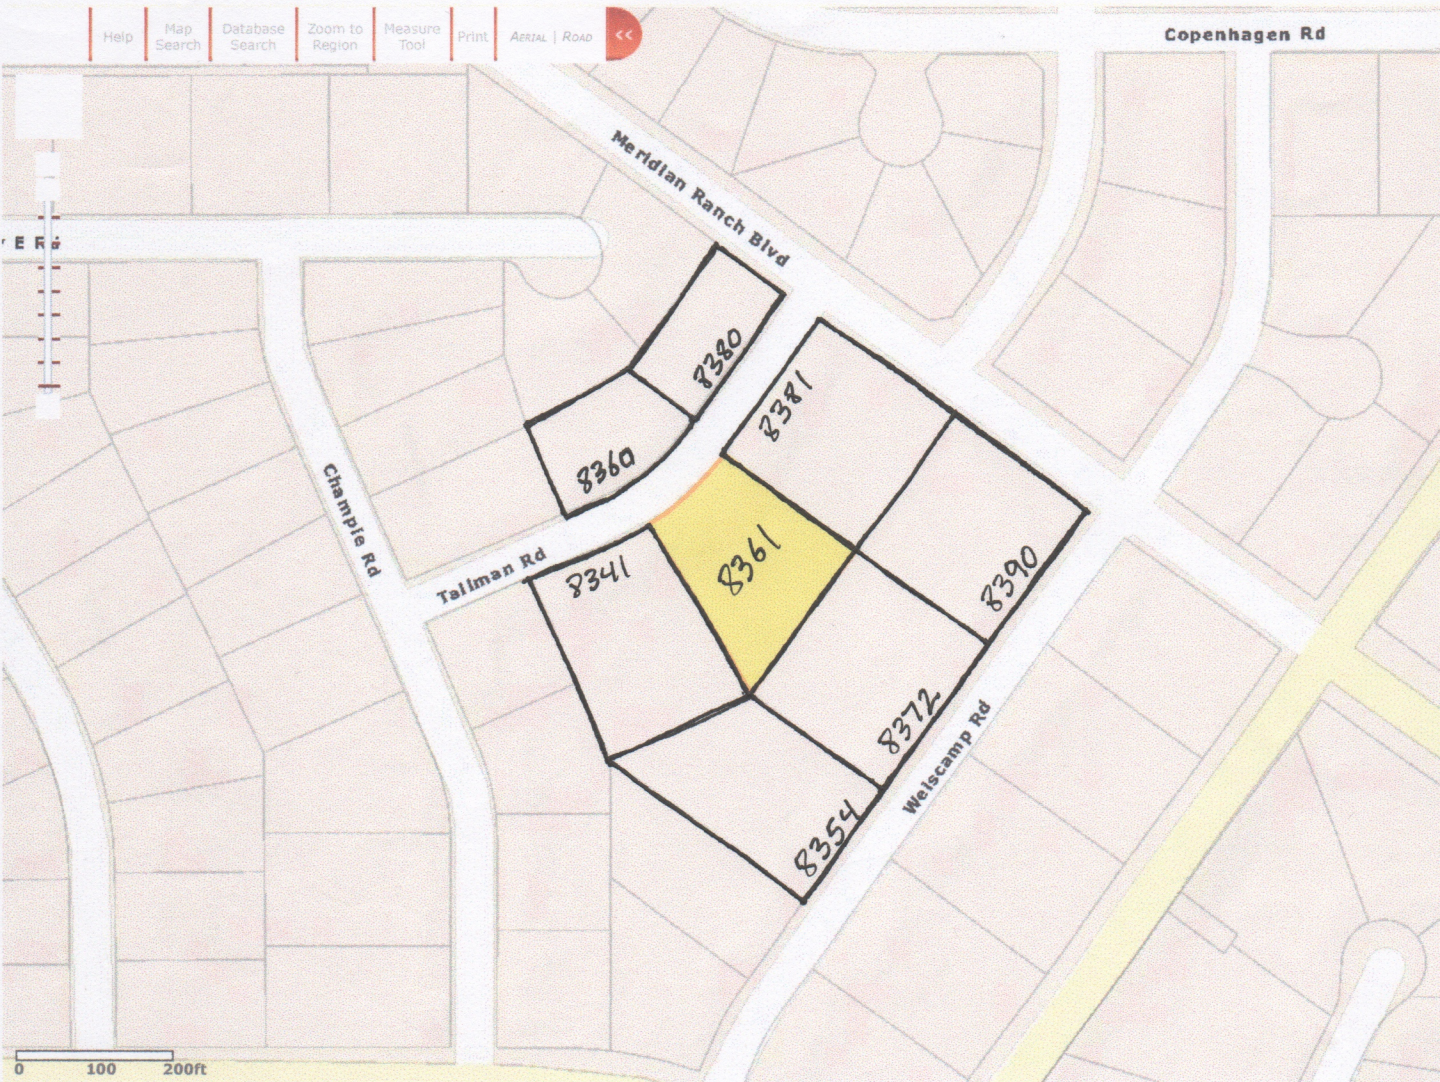 Help
Map
Search
Database
Search
Zoom to
Region
Measure
Tool
Print
AERIAL | ROAD
<<
Copenhagen Rd
Meridian Ranch Blvd
E Rd
8380
8381
8360
Champie Rd
Tallman Rd
8341
8361
8390
8372
Welscamp Rd
8354
0 100 200ft